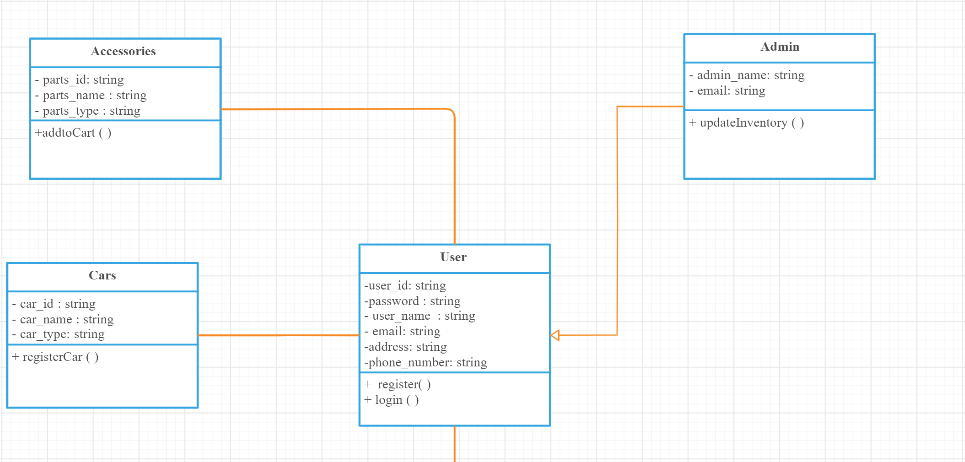 Accessories
- parts_id: string
- parts_name : string
- parts_type : string
+addtoCart ( )
Admin
- admin_name: string
- email: string
+ updateInventory ( )
Cars
- car_id : string
- car_name : string
- car_type: string
+ registerCar ( )
User
-user_id: string
-password : string
- user_name : string
- email: string
-address: string
-phone_number: string
+ register( )
+ login ( )